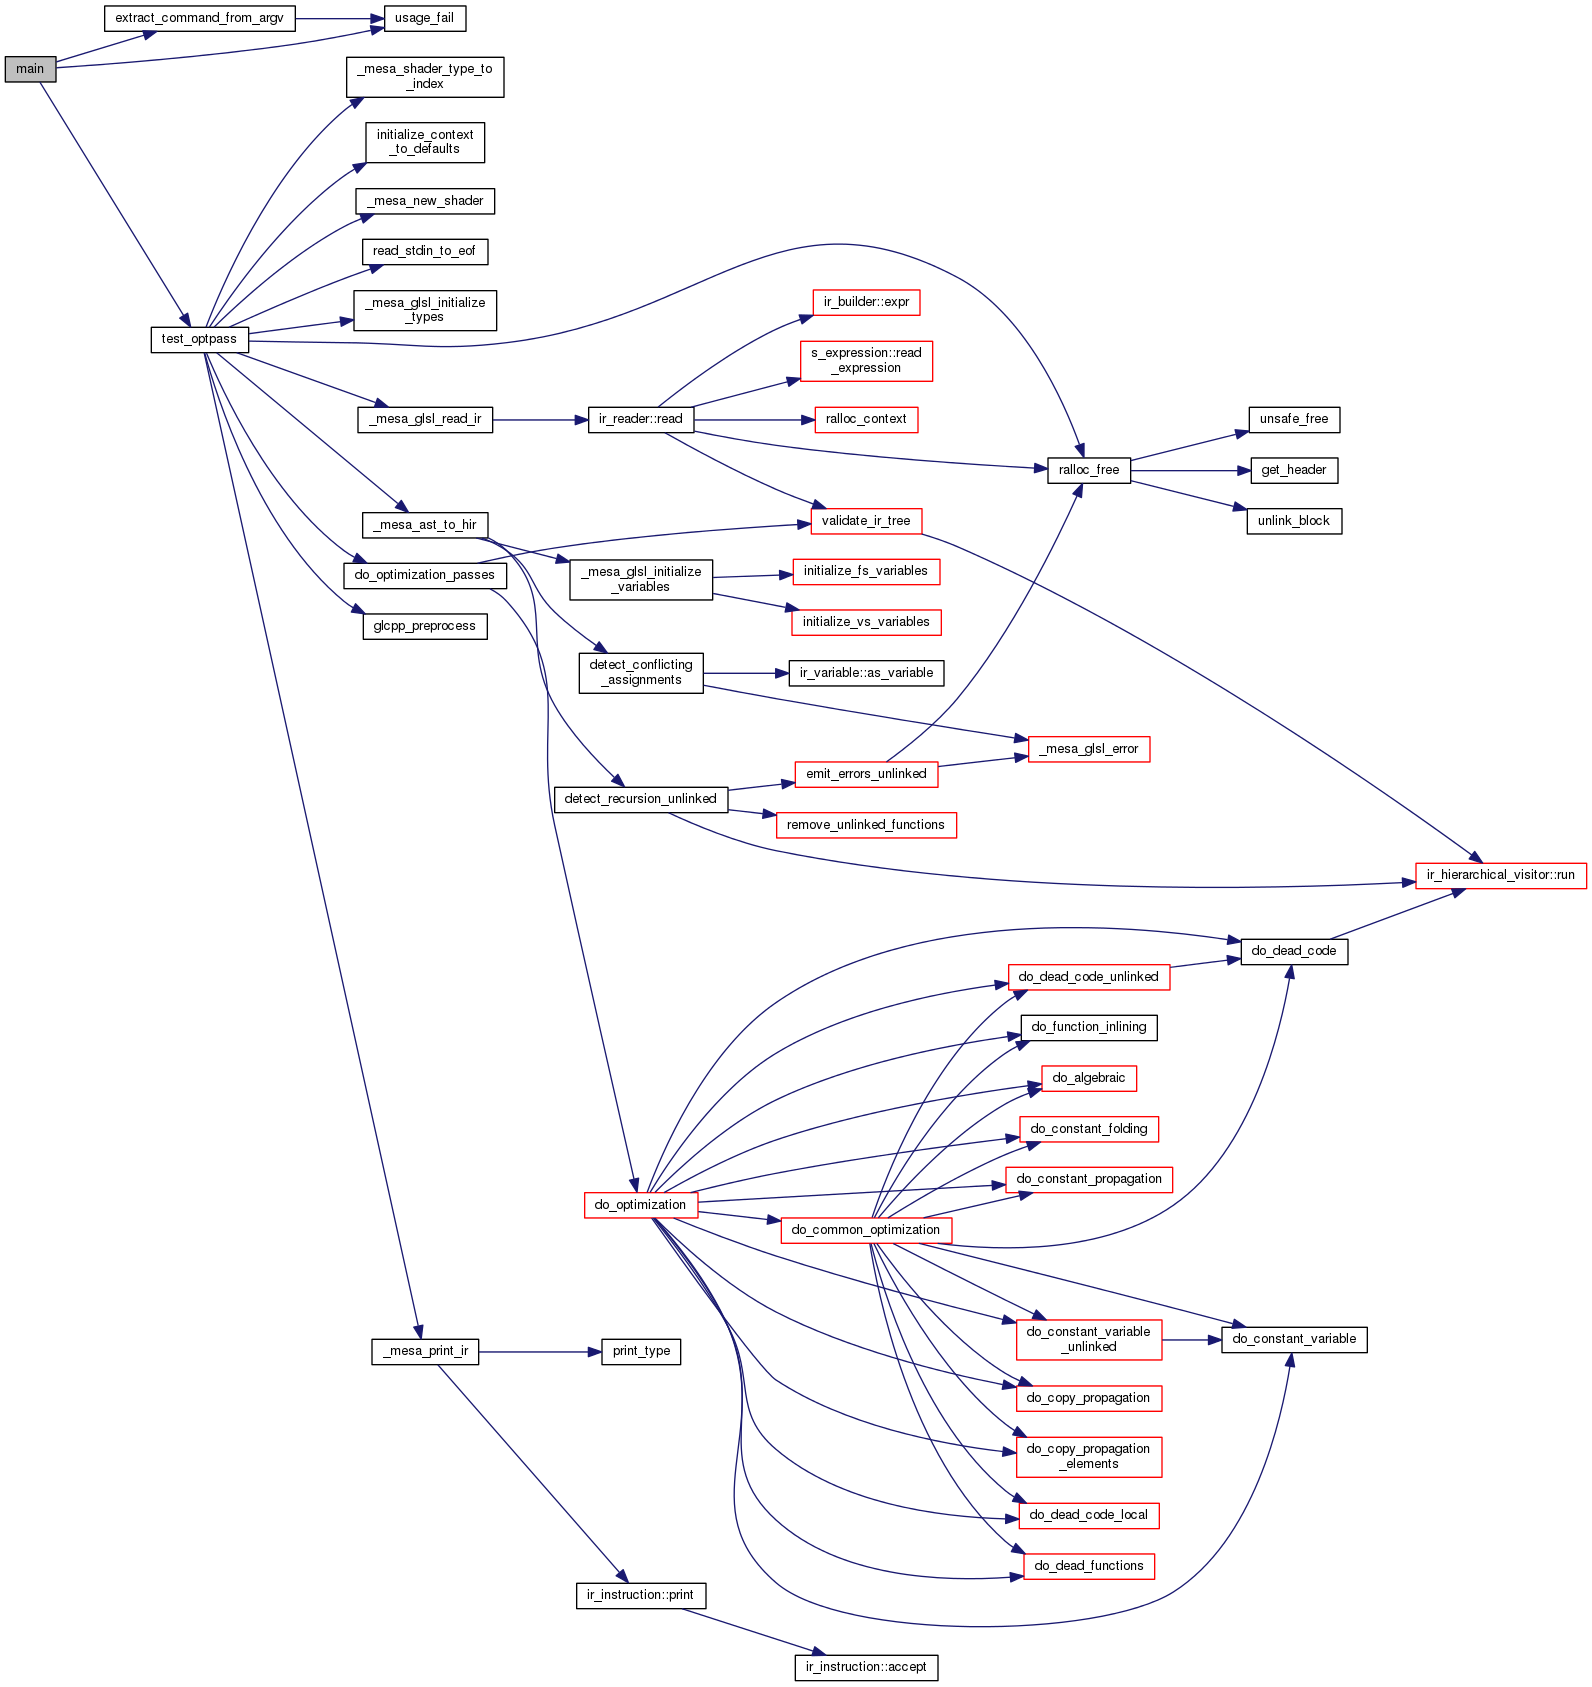 extract_command_from_argv
usage_fail
main
_mesa_shader_type_to
_index
initialize_context
_to_defaults
_mesa_new_shader
read_stdin_to_eof
_mesa_glsl_initialize
_types
test_optpass
ir_builder::expr
s_expression::read
_expression
_mesa_glsl_read_ir
ir_reader::read
ralloc_context
unsafe_free
ralloc_free
get_header
_mesa_ast_to_hir
validate_ir_tree
unlink_block
do_optimization_passes
_mesa_glsl_initialize
_variables
initialize_fs_variables
glcpp_preprocess
initialize_vs_variables
detect_conflicting
_assignments
ir_variable::as_variable
_mesa_glsl_error
emit_errors_unlinked
detect_recursion_unlinked
remove_unlinked_functions
ir_hierarchical_visitor::run
do_dead_code
do_dead_code_unlinked
do_function_inlining
do_algebraic
do_constant_folding
do_constant_propagation
do_optimization
do_common_optimization
do_constant_variable
_unlinked
do_constant_variable
_mesa_print_ir
print_type
do_copy_propagation
do_copy_propagation
_elements
do_dead_code_local
do_dead_functions
ir_instruction::print
ir_instruction::accept